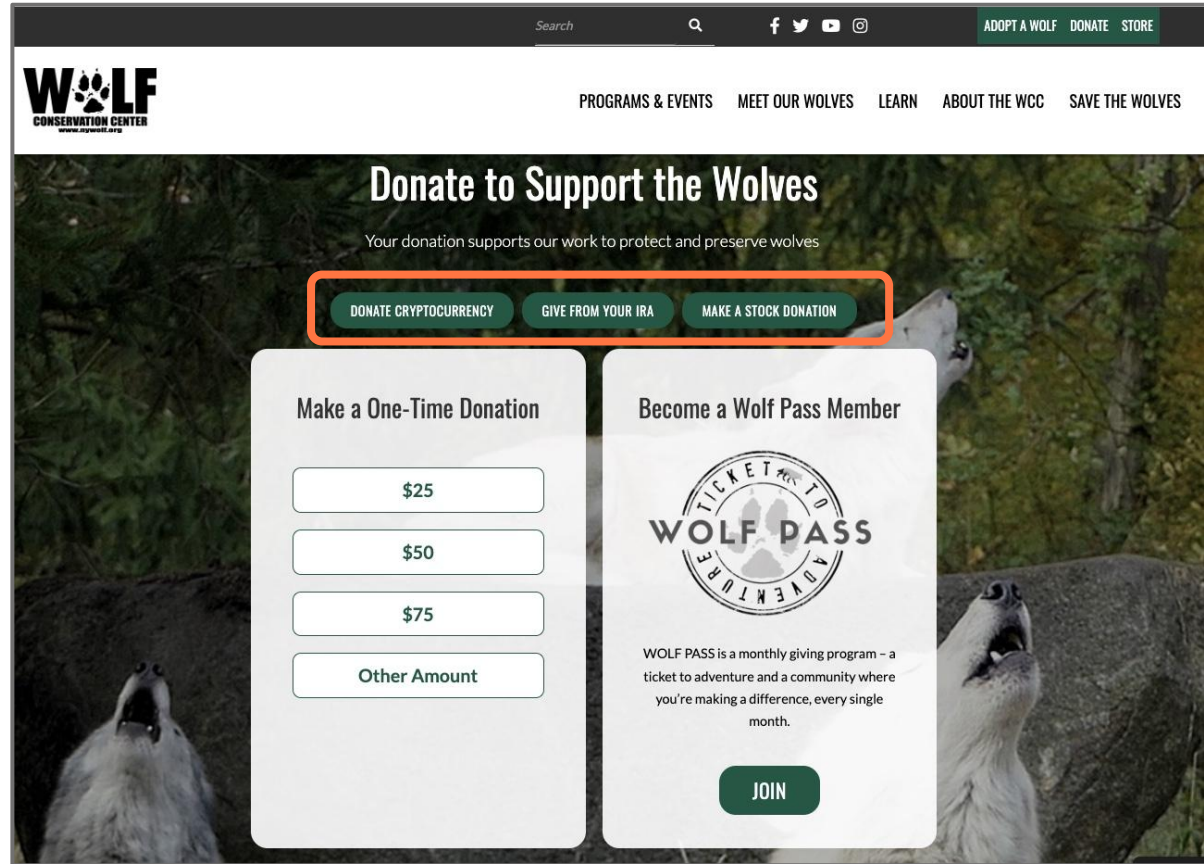 Search
ADOPT A WOLF DONATE STORE
WOLF
CONSERVATION CENTER
www.nywolf.org
PROGRAMS & EVENTS MEET OUR WOLVES LEARN ABOUT THE WCC SAVE THE WOLVES
Donate to Support the Wolves
Your donation supports our work to protect and preserve wolves
DONATE CRYPTOCURRENCY GIVE FROM YOUR IRA MAKE A STOCK DONATION
Make a One-Time Donation
$25
$50
$75
Other Amount
Become a Wolf Pass Member
TICKET TO
WOLF PASS
ADVENTURE
WOLF PASS is a monthly giving program – a
ticket to adventure and a community where
you’re making a difference, every single
month.
JOIN